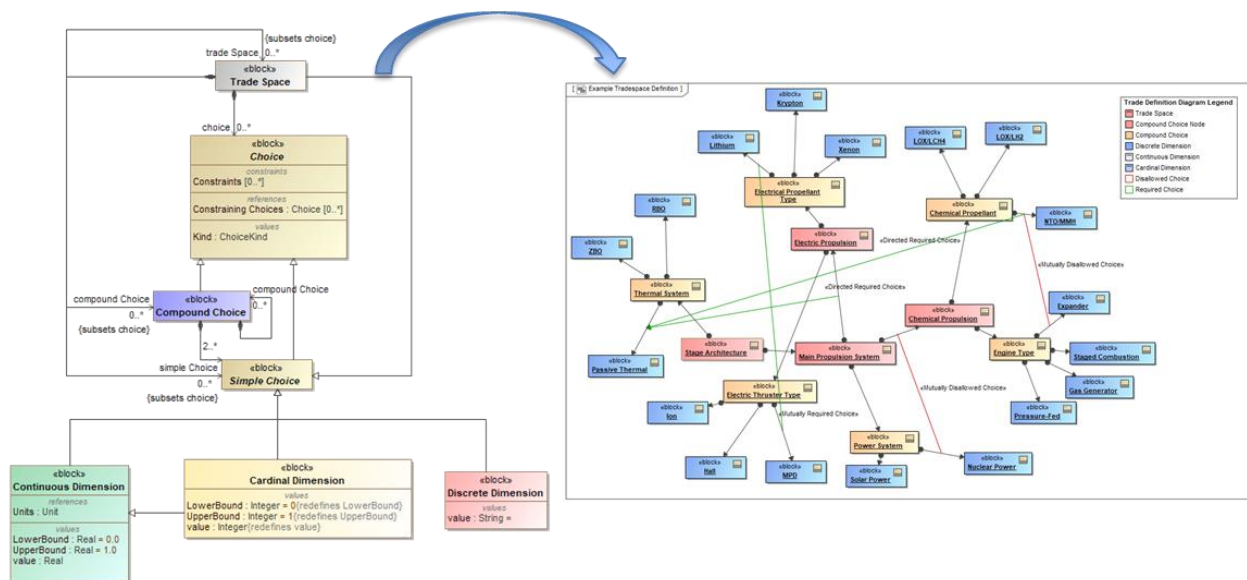 {subsets choice}
trade Space 0..*
«block»
Trade Space
choice 0..*
«block»
Choice
constraints
Constraints [0..*]
references
Constraining Choices : Choice [0..*]
values
Kind : ChoiceKind
compound Choice
0..*
{subsets choice}
«block»
Compound Choice
compound Choice
0..*
2..*
simple Choice
0..*
{subsets choice}
«block»
Simple Choice
«block»
Continuous Dimension
references
Units : Unit
values
LowerBound : Real = 0.0
UpperBound : Real = 1.0
value : Real
«block»
Cardinal Dimension
values
LowerBound : Integer = 0{redefines LowerBound}
UpperBound : Integer = 1{redefines UpperBound}
value : Integer{redefines value}
«block»
Discrete Dimension
values
value : String =
[ Example Tradespace Definition ]
«block»
Krypton
«block»
Lithium
«block»
Xenon
«block»
Electrical Propellant
Type
«block»
LOX/LCH4
«block»
LOX/LH2
Trade Definition Diagram Legend
Trade Space
Compound Choice Node
Compound Choice
Discrete Dimension
Continuous Dimension
Cardinal Dimension
Disallowed Choice
Required Choice
«block»
RBO
«block»
Chemical Propellant
«block»
NTO/MMH
«block»
Electric Propulsion
«Directed Required Choice»
«block»
ZBO
«Mutually Disallowed Choice»
«block»
Thermal System
«Directed Required Choice»
«block»
Expander
«block»
Chemical Propulsion
«block»
Stage Architecture
«block»
Main Propulsion System
«block»
Engine Type
«block»
Staged Combustion
«block»
Passive Thermal
«Mutually Disallowed Choice»
«block»
Gas Generator
«block»
Electric Thruster Type
«block»
Pressure-Fed
«block»
Ion
«Mutually Required Choice»
«block»
Power System
«block»
Hall
«block»
MPD
«block»
Solar Power
«block»
Nuclear Power